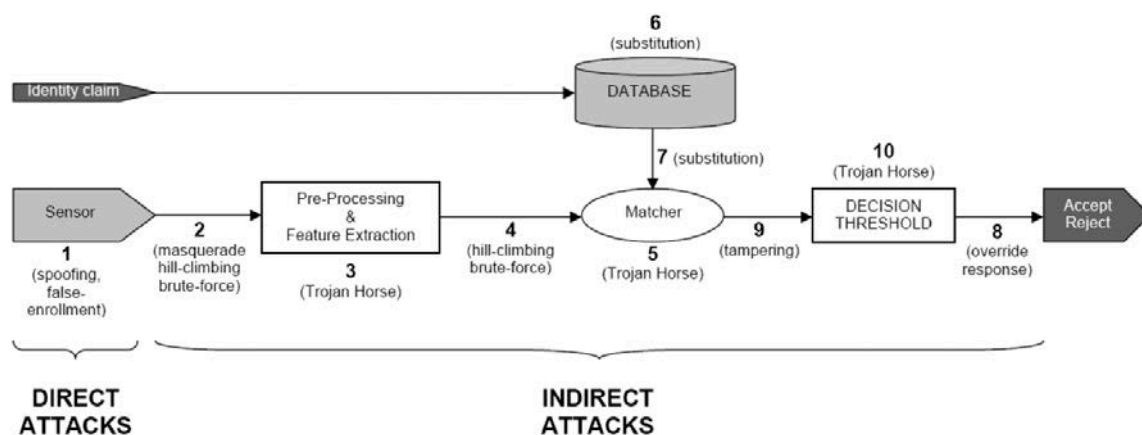 6
(substitution)
Identity claim
DATABASE
7 (substitution)
10
(Trojan Horse)
Sensor
Pre-Processing
&
Feature Extraction
Matcher
DECISION
THRESHOLD
Accept
Reject
1
(spoofing,
false-
enrollment)
2
(masquerade
hill-climbing
brute-force)
3
(Trojan Horse)
4
(hill-climbing
brute-force)
5
(Trojan Horse)
9
(tampering)
8
(override
response)
DIRECT
ATTACKS
INDIRECT
ATTACKS